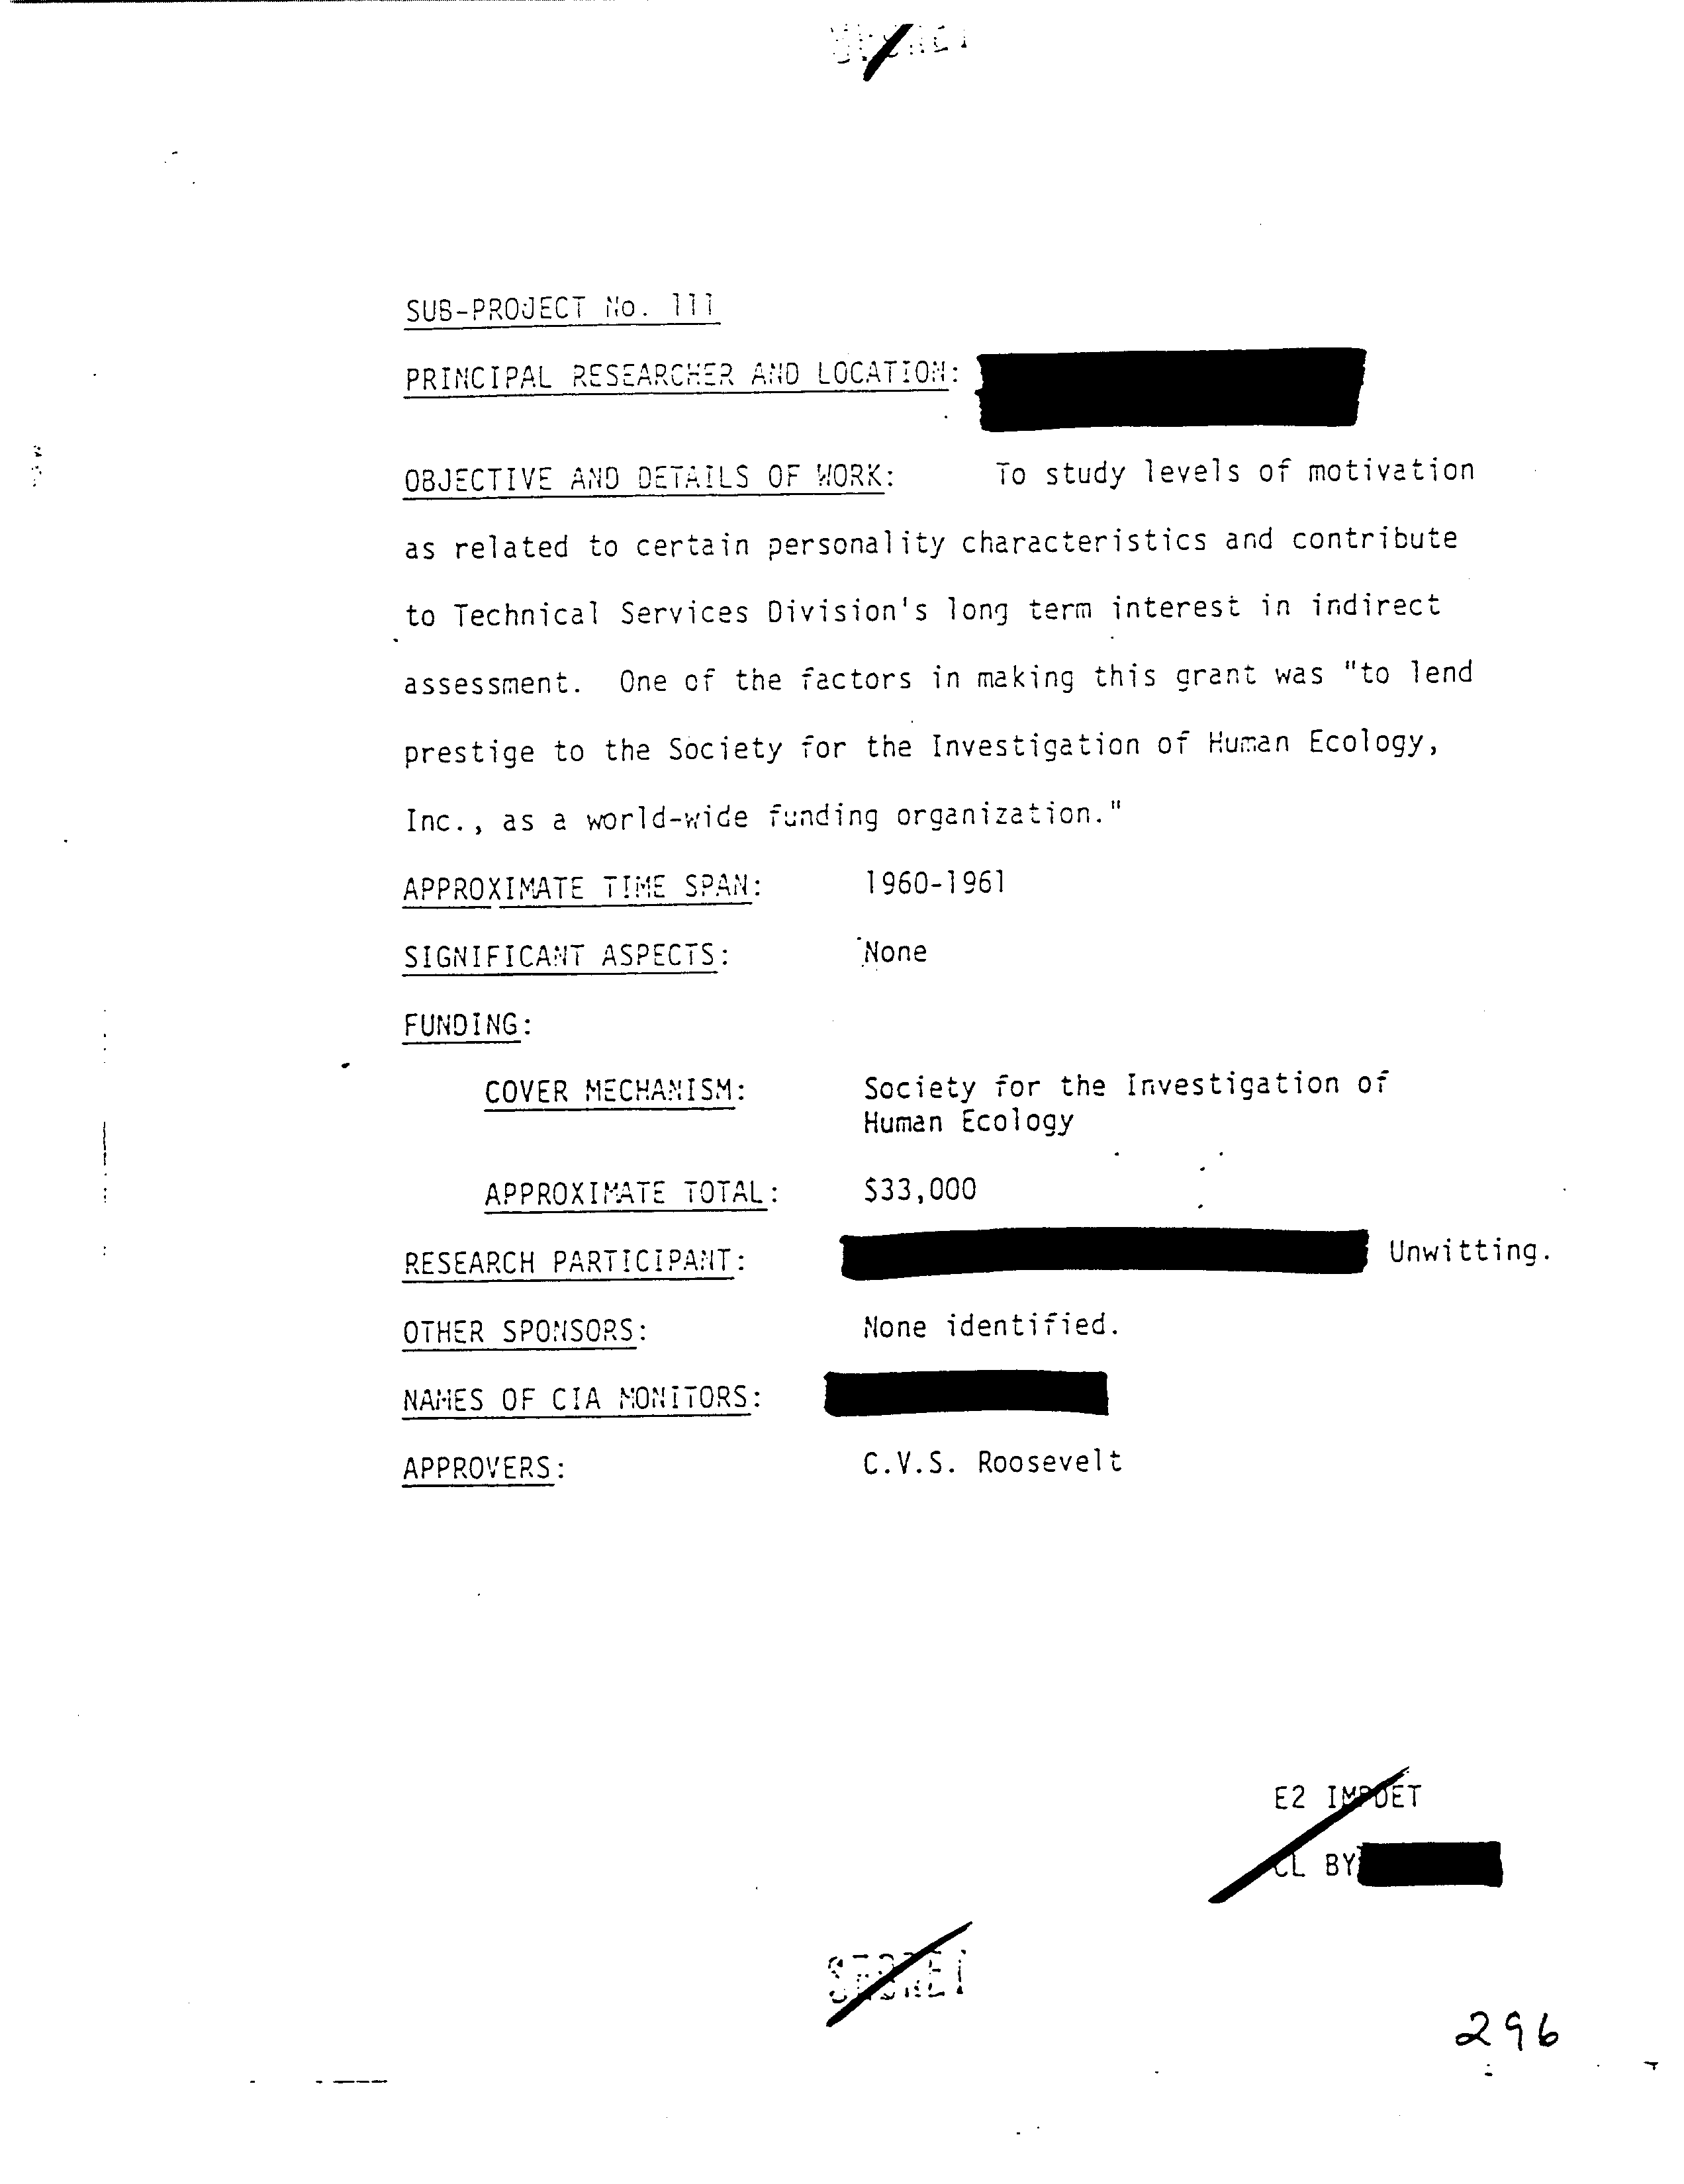 SECRET
SUB-PROJECT No. 111
PRINCIPAL RESEARCHER AND LOCATION:
OBJECTIVE AND DETAILS OF WORK: To study levels of motivation
as related to certain personality characteristics and contribute
to Technical Services Division's long term interest in indirect
assessment. One of the factors in making this grant was "to lend
prestige to the Society for the Investigation of Human Ecology,
Inc., as a world-wide funding organization."
APPROXIMATE TIME SPAN: 1960-1961
SIGNIFICANT ASPECTS: None
FUNDING:
COVER MECHANISM: Society for the Investigation of
Human Ecology
APPROXIMATE TOTAL: $33,000
RESEARCH PARTICIPANT: Unwitting.
OTHER SPONSORS: None identified.
NAMES OF CIA MONITORS:
APPROVERS: C.V.S. Roosevelt
E2 IMPDET
CL BY
SECRET
296